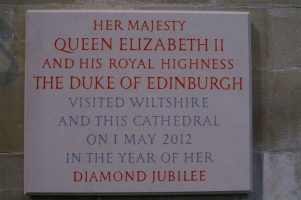 HER MAJESTY
QUEEN ELIZABETH II
AND HIS ROYAL HIGHNESS
THE DUKE OF EDINBURGH
VISITED WILTSHIRE
AND THIS CATHEDRAL
ON 1 MAY 2012
IN THE YEAR OF HER
DIAMOND JUBILEE